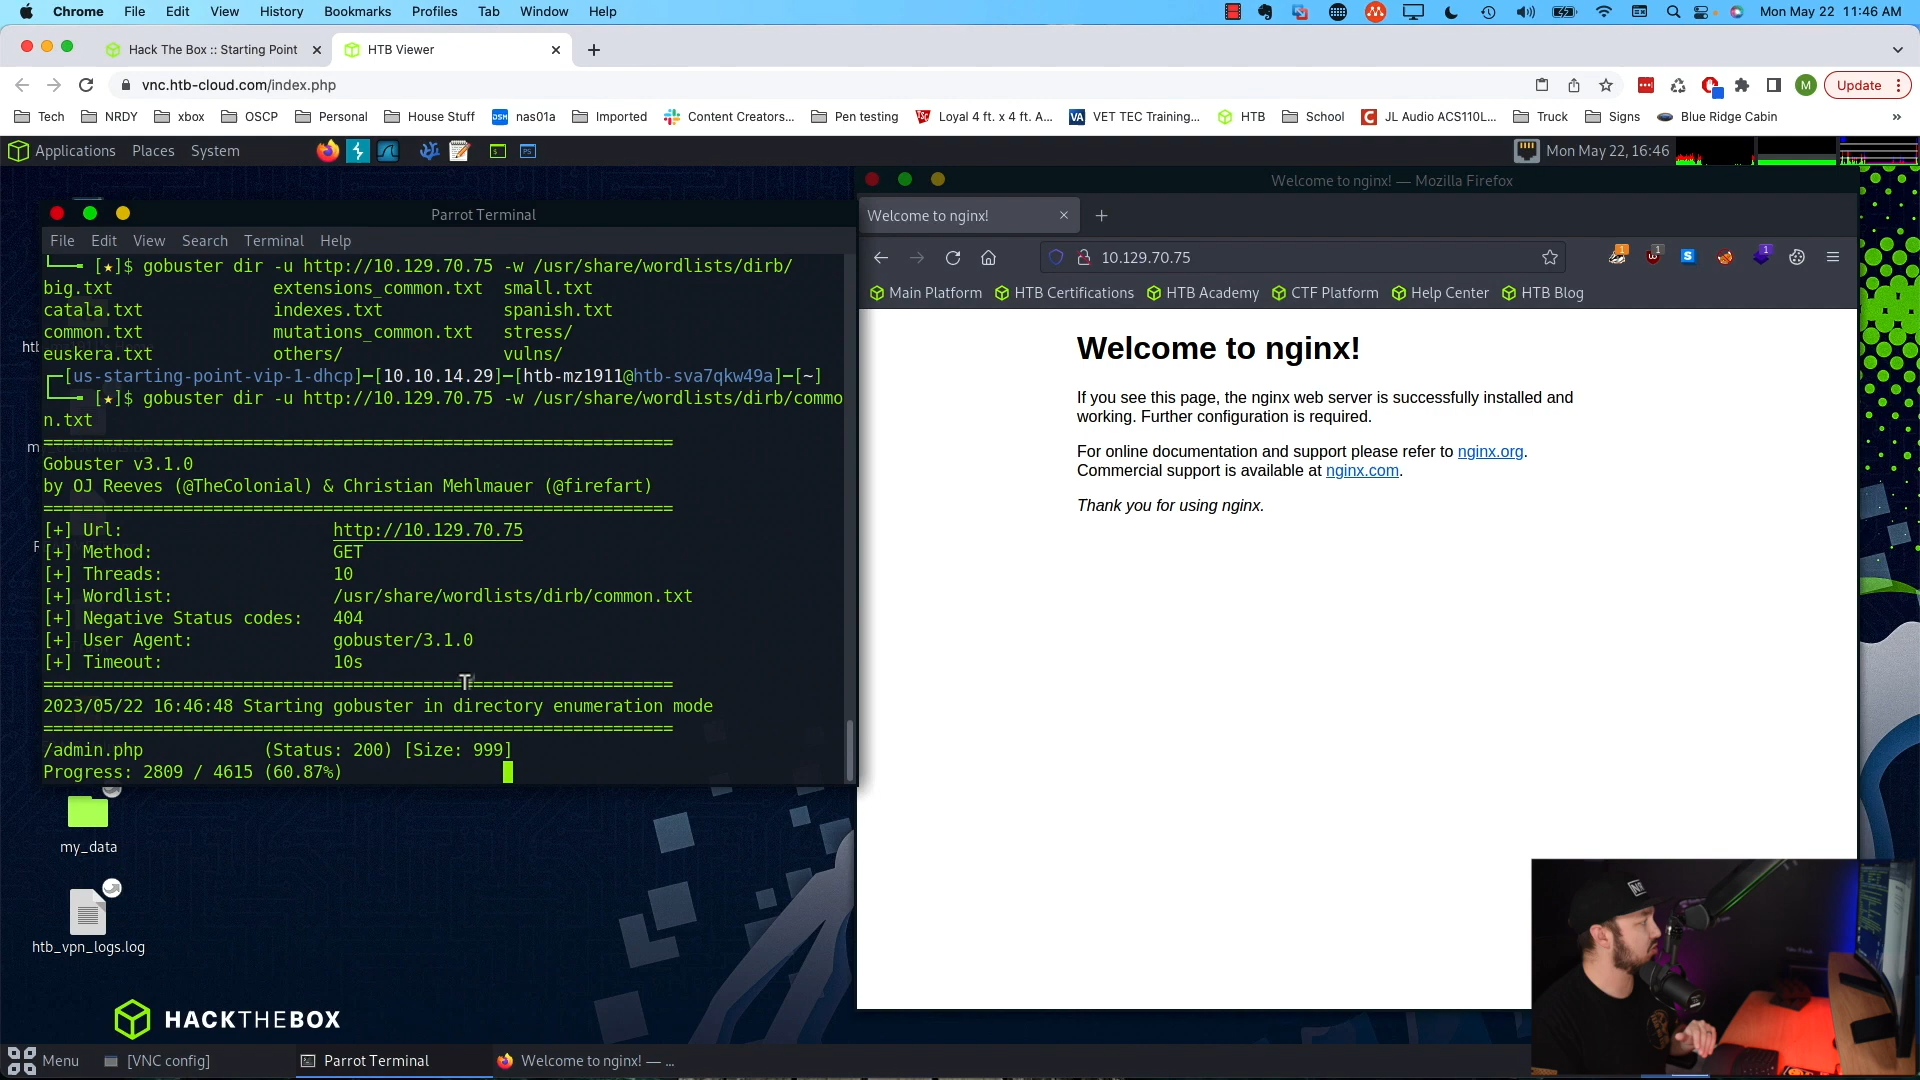 Chrome File Edit View History Bookmarks Profiles Tab Window Help
Mon May 22 11:46 AM
Hack The Box :: Starting Point
HTB Viewer
vnc.htb-cloud.com/index.php
M
Update
Tech NRDY xbox OSCP Personal House Stuff nas01a Imported Content Creators... Pen testing Loyal 4 ft. x 4 ft. A... VET TEC Training... HTB School JL Audio ACS110L... Truck Signs Blue Ridge Cabin »
Applications Places System
Mon May 22, 16:46
Parrot Terminal
File Edit View Search Terminal Help
[★]$ gobuster dir -u http://10.129.70.75 -w /usr/share/wordlists/dirb/
big.txt extensions_common.txt small.txt
catala.txt indexes.txt spanish.txt
common.txt mutations_common.txt stress/
euskera.txt others/ vulns/
[us-starting-point-vip-1-dhcp]─[10.10.14.29]─[htb-mz1911@htb-sva7qkw49a]─[~]
[★]$ gobuster dir -u http://10.129.70.75 -w /usr/share/wordlists/dirb/commo
n.txt
===============================================================
Gobuster v3.1.0
by OJ Reeves (@TheColonial) & Christian Mehlmauer (@firefart)
===============================================================
[+] Url: http://10.129.70.75
[+] Method: GET
[+] Threads: 10
[+] Wordlist: /usr/share/wordlists/dirb/common.txt
[+] Negative Status codes: 404
[+] User Agent: gobuster/3.1.0
[+] Timeout: 10s
===============================================================
2023/05/22 16:46:48 Starting gobuster in directory enumeration mode
===============================================================
/admin.php (Status: 200) [Size: 999]
Progress: 2809 / 4615 (60.87%)
my_data
htb_vpn_logs.log
HACKTHEBOX
Welcome to nginx! — Mozilla Firefox
Welcome to nginx!
10.129.70.75
Main Platform HTB Certifications HTB Academy CTF Platform Help Center HTB Blog
Welcome to nginx!
If you see this page, the nginx web server is successfully installed and
working. Further configuration is required.
For online documentation and support please refer to nginx.org.
Commercial support is available at nginx.com.
Thank you for using nginx.
Menu [VNC config] Parrot Terminal Welcome to nginx! — ...